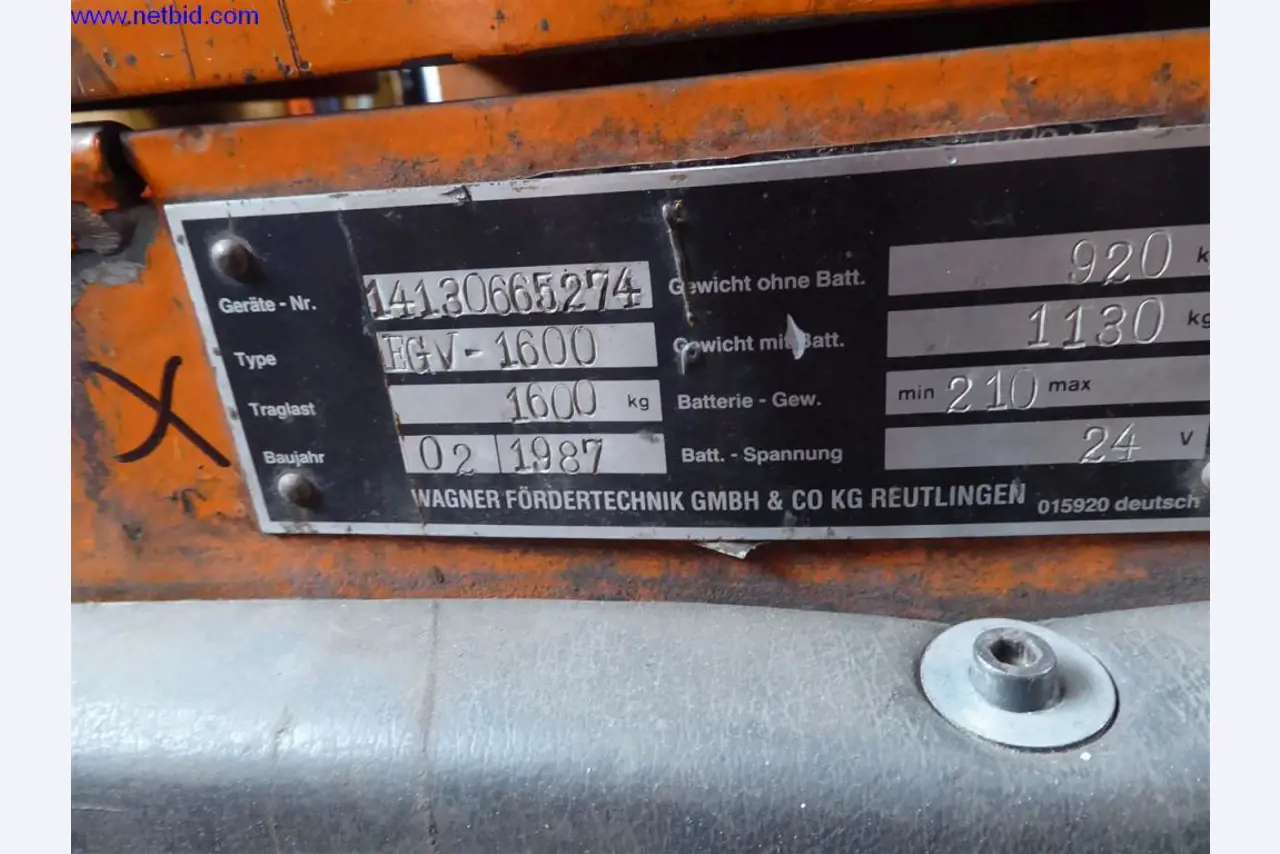 www.netbid.com
Geräte - Nr. 14130665274 Gewicht ohne Batt. 920 k
Type EGV-1600 Gewicht mit Batt. 1130 kg
Traglast 1600 kg Batterie - Gew. min 210 max
Baujahr 02 1987 Batt. - Spannung 24 V
WAGNER FÖRDERTECHNIK GMBH & CO KG REUTLINGEN 015920 deutsch
X